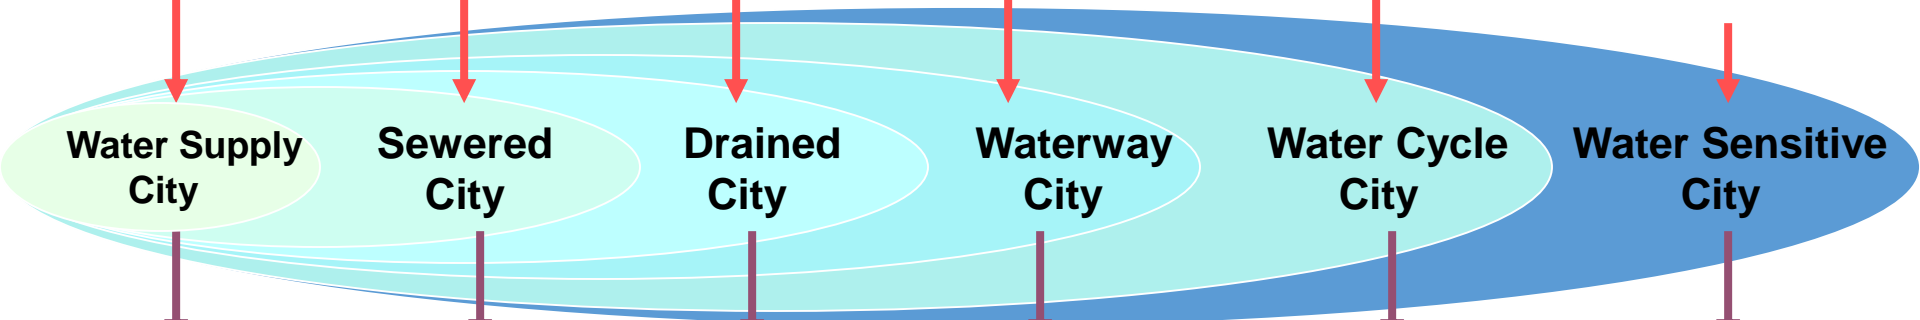 Water Supply
City
Sewered
City
Drained
City
Waterway
City
Water Cycle
City
Water Sensitive
City